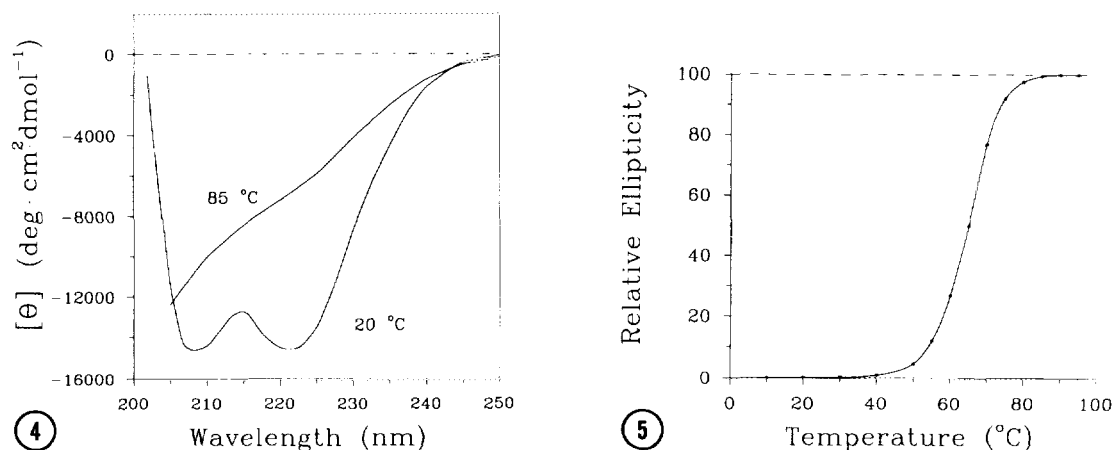 [θ] (deg·cm²dmol⁻¹)
0
-4000
-8000
-12000
-16000
85 °C
20 °C
200 210 220 230 240 250
Wavelength (nm)
4
Relative Ellipticity
100
80
60
40
20
0
0 20 40 60 80 100
Temperature (°C)
5